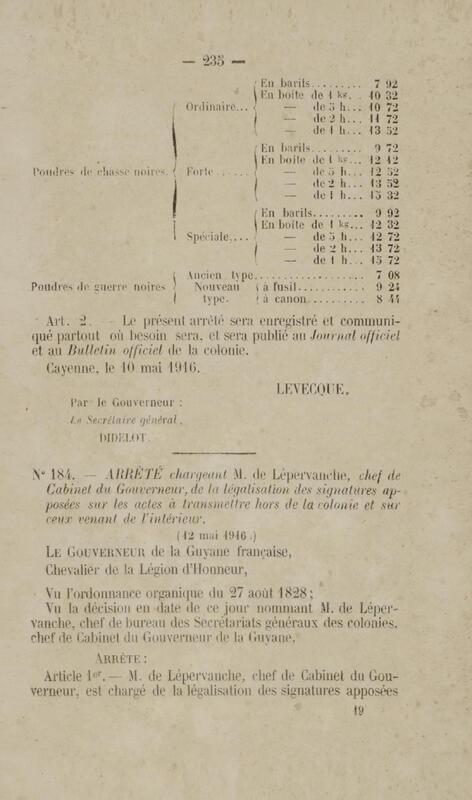 — 235 —
En barils......... 7 92
En boite de 1 kg. . 10 32
Ordinaire... — de 5 h... 10 72
— de 2 h... 11 72
— de 1 h... 13 52
En barils......... 9 72
En boite de 1 kg... 12 12
Poudres de chasse noires. Forte ...... — de 5 h... 12 52
— de 2 h... 13 52
— de 1 h... 15 32
En barils......... 9 92
En boite de 1 kg... 12 32
Spéciale.... — de 5 h... 12 72
— de 2 h... 13 72
— de 1 h... 15 72
Ancien type.................. 7 08
Poudres de guerre noires Nouveau à fusil........... 9 24
type. à canon.......... 8 44
Art. 2. — Le présent arrêté sera enregistré et communi-
qué partout où besoin sera, et sera publié au Journal officiel
et au Bulletin officiel de la colonie.
Cayenne, le 10 mai 1916.
LEVECQUE.
Par le Gouverneur :
Le Secrétaire général,
DIDELOT.
N° 184. — ARRÊTÉ chargeant M. de Lépervanche, chef de
Cabinet du Gouverneur, de la légalisation des signatures ap-
posées sur les actes à transmettre hors de la colonie et sur
ceux venant de l'intérieur.
(12 mai 1916.)
LE GOUVERNEUR de la Guyane française,
Chevalier de la Légion d'Honneur,
Vu l'ordonnance organique du 27 août 1828;
Vu la décision en date de ce jour nommant M. de Léper-
vanche, chef de bureau des Secrétariats généraux des colonies,
chef de Cabinet du Gouverneur de la Guyane,
ARRÊTE :
Article 1er. — M. de Lépervanche, chef de Cabinet du Gou-
verneur, est chargé de la légalisation des signatures apposées
19